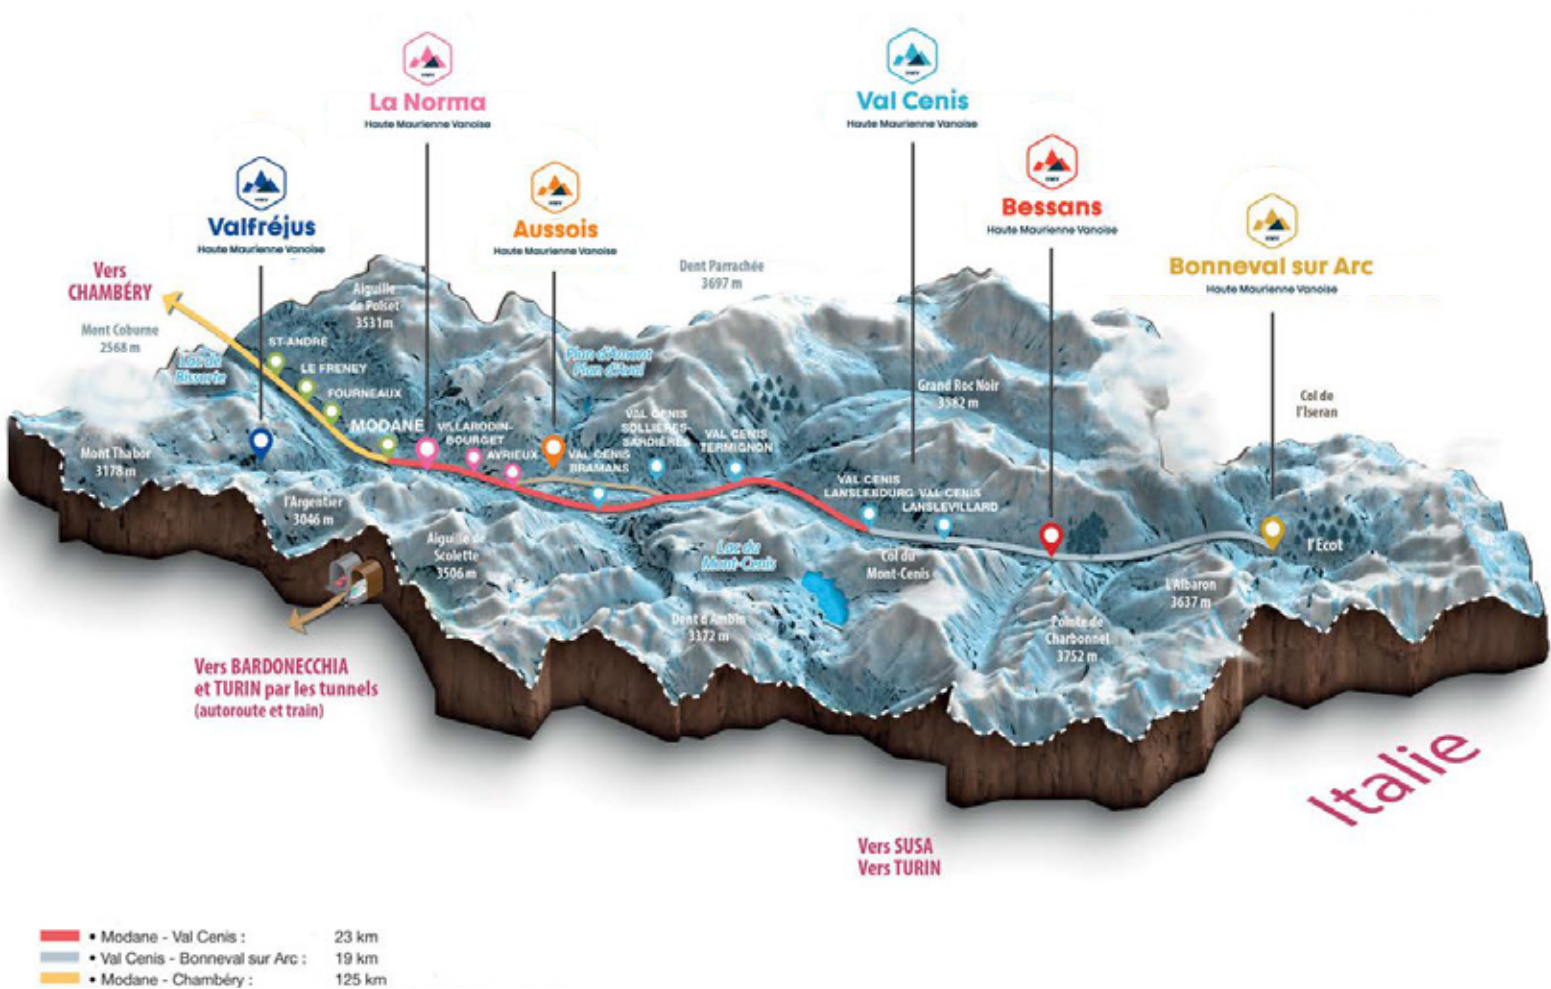 La Norma
Haute Maurienne Vanoise
Val Cenis
Haute Maurienne Vanoise
Valfréjus
Haute Maurienne Vanoise
Aussois
Haute Maurienne Vanoise
Bessans
Haute Maurienne Vanoise
Bonneval sur Arc
Haute Maurienne Vanoise
Vers
CHAMBÉRY
Mont Coburne
2568 m
Lac de
Bissorte
Aiguille
de Polset
3531m
Dent Parrachée
3697 m
ST-ANDRÉ
LE FRENEY
FOURNEAUX
MODANE
VILLARODIN-
BOURGET
AVRIEUX
Plan d'Amont
Plan d'Aval
VAL CENIS
BRAMANS
VAL CENIS
SOLLIÈRES-
SARDIÈRES
VAL CENIS
TERMIGNON
Grand Roc Noir
3582 m
Col de
l'Iseran
VAL CENIS
LANSLEBOURG
VAL CENIS
LANSLEVILLARD
Mont Thabor
3178 m
l'Argentier
3046 m
Aiguille de
Scolette
3506 m
Lac du
Mont-Cenis
Col du
Mont-Cenis
l'Ecot
L'Albaron
3637 m
Dent d'Ambin
3372 m
Pointe de
Charbonnel
3752 m
Vers BARDONECCHIA
et TURIN par les tunnels
(autoroute et train)
Italie
Vers SUSA
Vers TURIN
• Modane - Val Cenis : 23 km
• Val Cenis - Bonneval sur Arc : 19 km
• Modane - Chambéry : 125 km